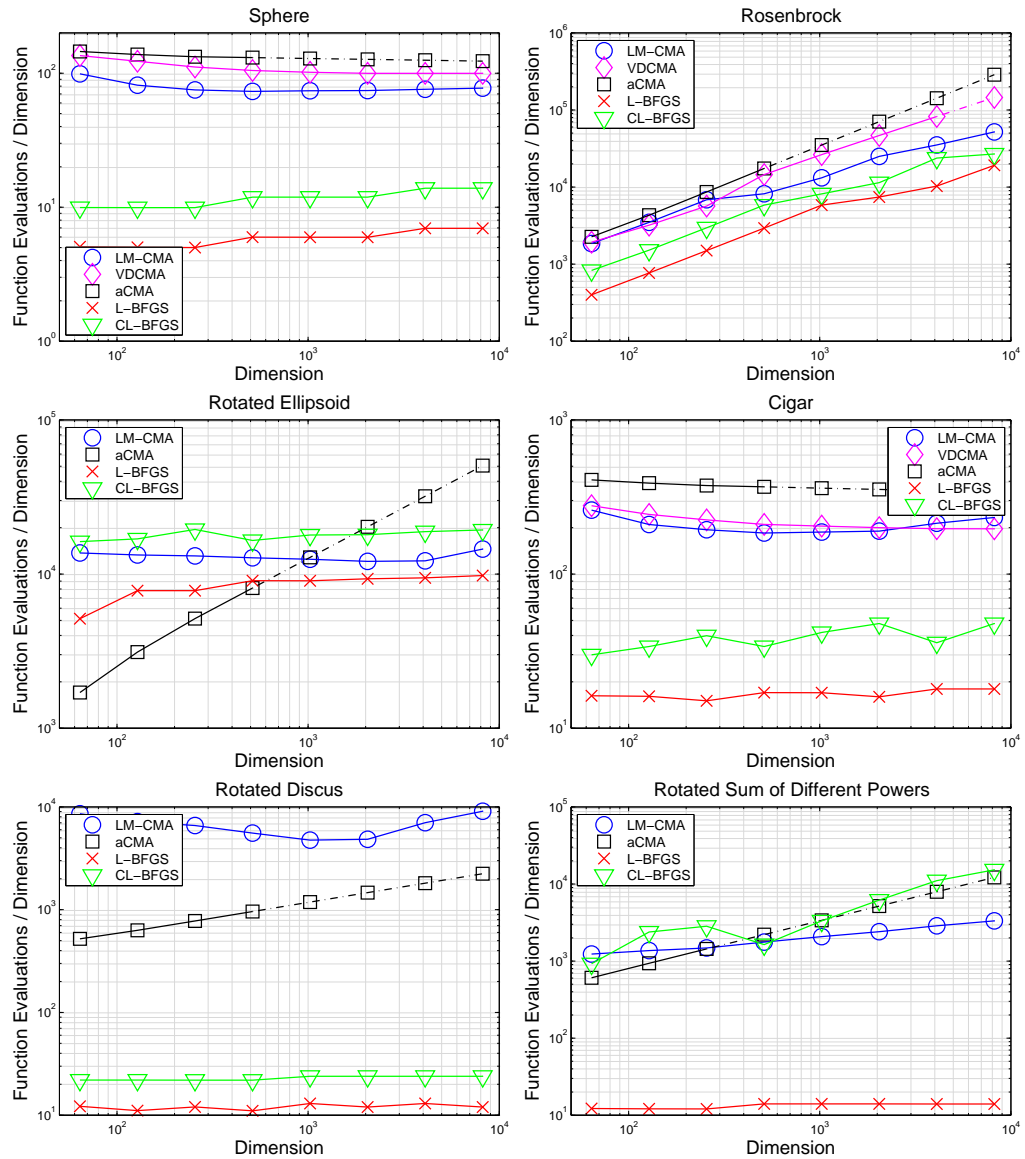 Sphere
Function Evaluations / Dimension
10^2
10^1
10^0
LM−CMA
VDCMA
aCMA
L−BFGS
CL−BFGS
10^2
10^3
10^4
Dimension
Rosenbrock
Function Evaluations / Dimension
10^6
10^5
10^4
10^3
10^2
LM−CMA
VDCMA
aCMA
L−BFGS
CL−BFGS
10^2
10^3
10^4
Dimension
Rotated Ellipsoid
Function Evaluations / Dimension
10^5
10^4
10^3
LM−CMA
aCMA
L−BFGS
CL−BFGS
10^2
10^3
10^4
Dimension
Cigar
Function Evaluations / Dimension
10^3
10^2
10^1
LM−CMA
VDCMA
aCMA
L−BFGS
CL−BFGS
10^2
10^3
10^4
Dimension
Rotated Discus
Function Evaluations / Dimension
10^4
10^3
10^2
10^1
LM−CMA
aCMA
L−BFGS
CL−BFGS
10^2
10^3
10^4
Dimension
Rotated Sum of Different Powers
Function Evaluations / Dimension
10^5
10^4
10^3
10^2
10^1
LM−CMA
aCMA
L−BFGS
CL−BFGS
10^2
10^3
10^4
Dimension